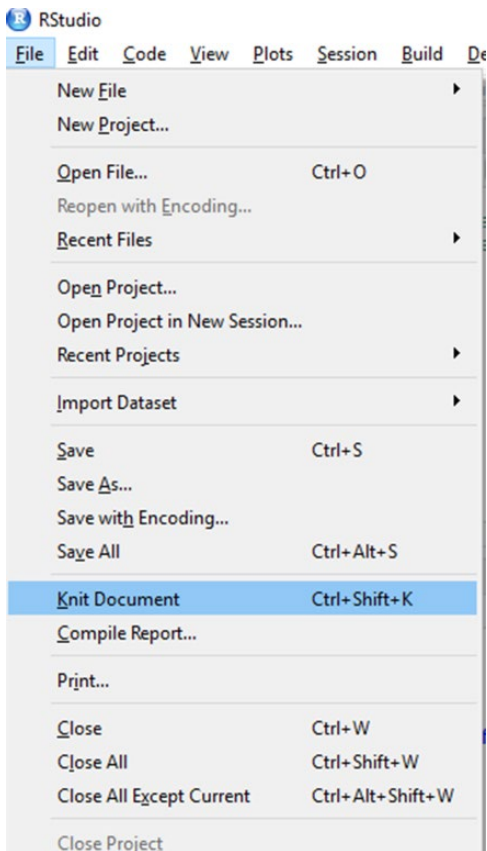 RStudio
File Edit Code View Plots Session Build De
New File
New Project...
Open File... Ctrl+O
Reopen with Encoding...
Recent Files
Open Project...
Open Project in New Session...
Recent Projects
Import Dataset
Save Ctrl+S
Save As...
Save with Encoding...
Save All Ctrl+Alt+S
Knit Document Ctrl+Shift+K
Compile Report...
Print...
Close Ctrl+W
Close All Ctrl+Shift+W
Close All Except Current Ctrl+Alt+Shift+W
Close Project